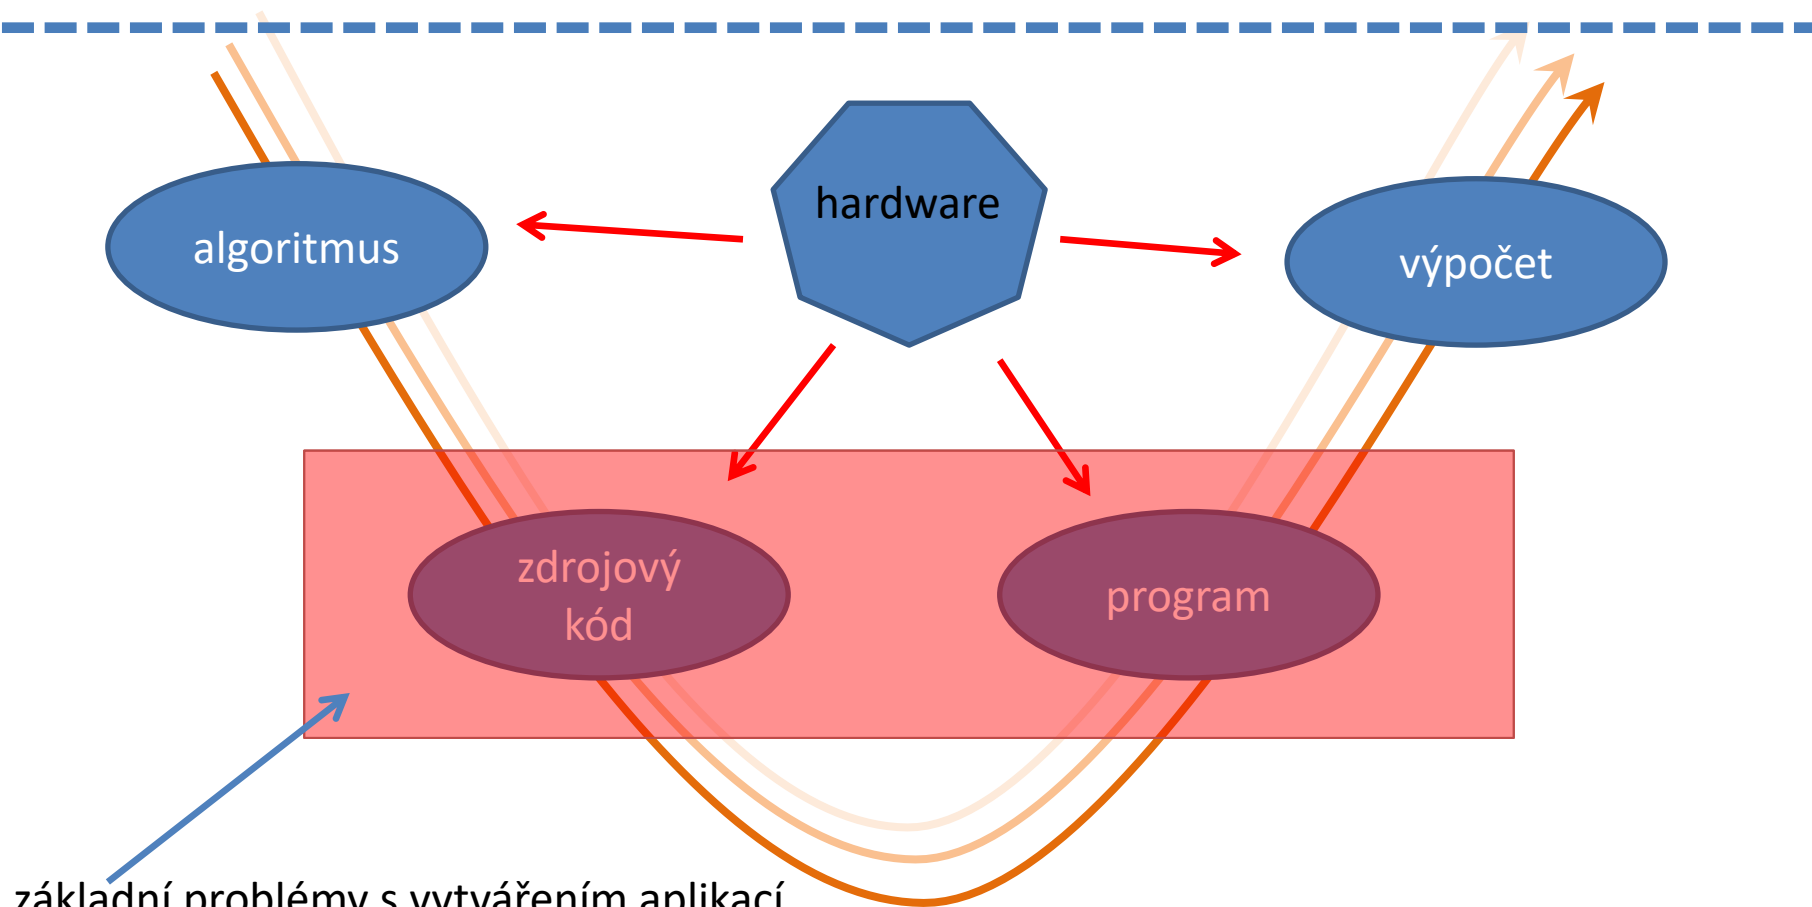 hardware
algoritmus
výpočet
zdrojový
kód
program
základní problémy s vytvářením aplikací